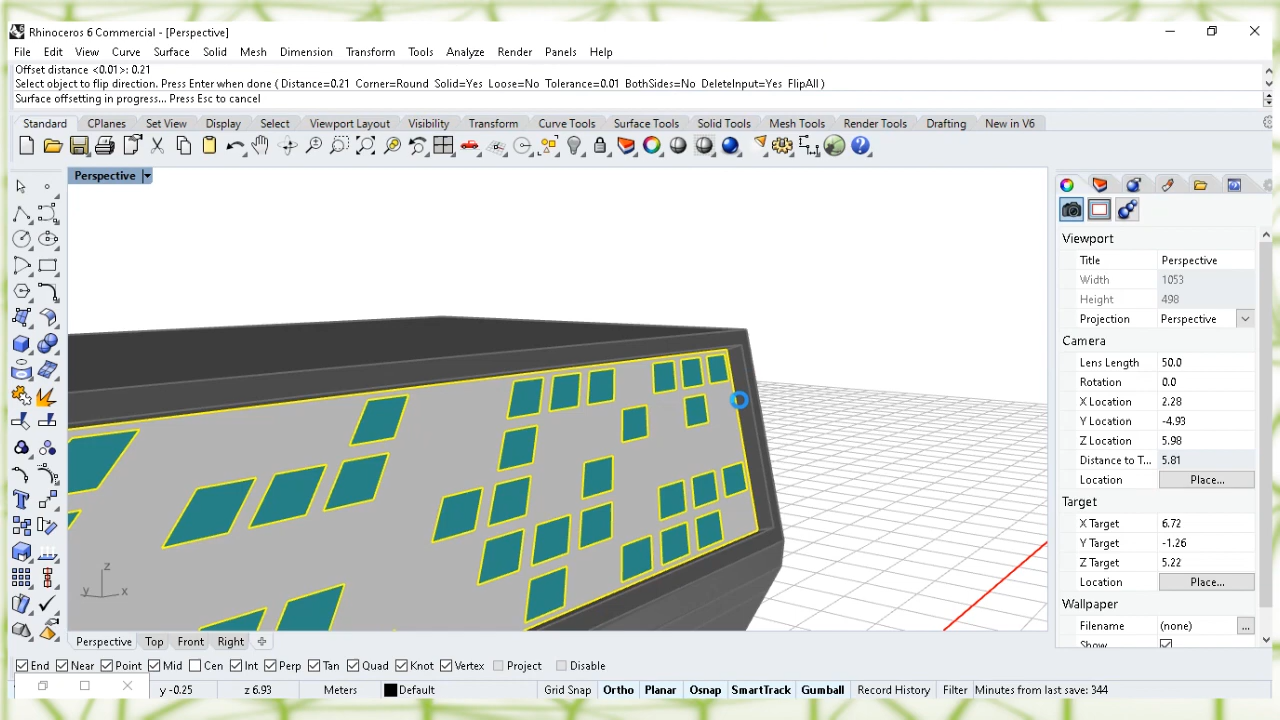 Rhinoceros 6 Commercial - [Perspective]
File Edit View Curve Surface Solid Mesh Dimension Transform Tools Analyze Render Panels Help
Offset distance <0.01>: 0.21
Select object to flip direction. Press Enter when done ( Distance=0.21 Corner=Round Solid=Yes Loose=No Tolerance=0.01 BothSides=No DeleteInput=Yes FlipAll )
Surface offsetting in progress... Press Esc to cancel
Standard CPlanes Set View Display Select Viewport Layout Visibility Transform Curve Tools Surface Tools Solid Tools Mesh Tools Render Tools Drafting New in V6
Perspective
Viewport
Title Perspective
Width 1053
Height 498
Projection Perspective
Camera
Lens Length 50.0
Rotation 0.0
X Location 2.28
Y Location -4.93
Z Location 5.98
Distance to T... 5.81
Location Place...
Target
X Target 6.72
Y Target -1.26
Z Target 5.22
Location Place...
Wallpaper
Filename (none) ...
Show
z
y x
Perspective Top Front Right
End Near Point Mid Cen Int Perp Tan Quad Knot Vertex Project Disable
y -0.25 z 6.93 Meters Default Grid Snap Ortho Planar Osnap SmartTrack Gumball Record History Filter Minutes from last save: 344